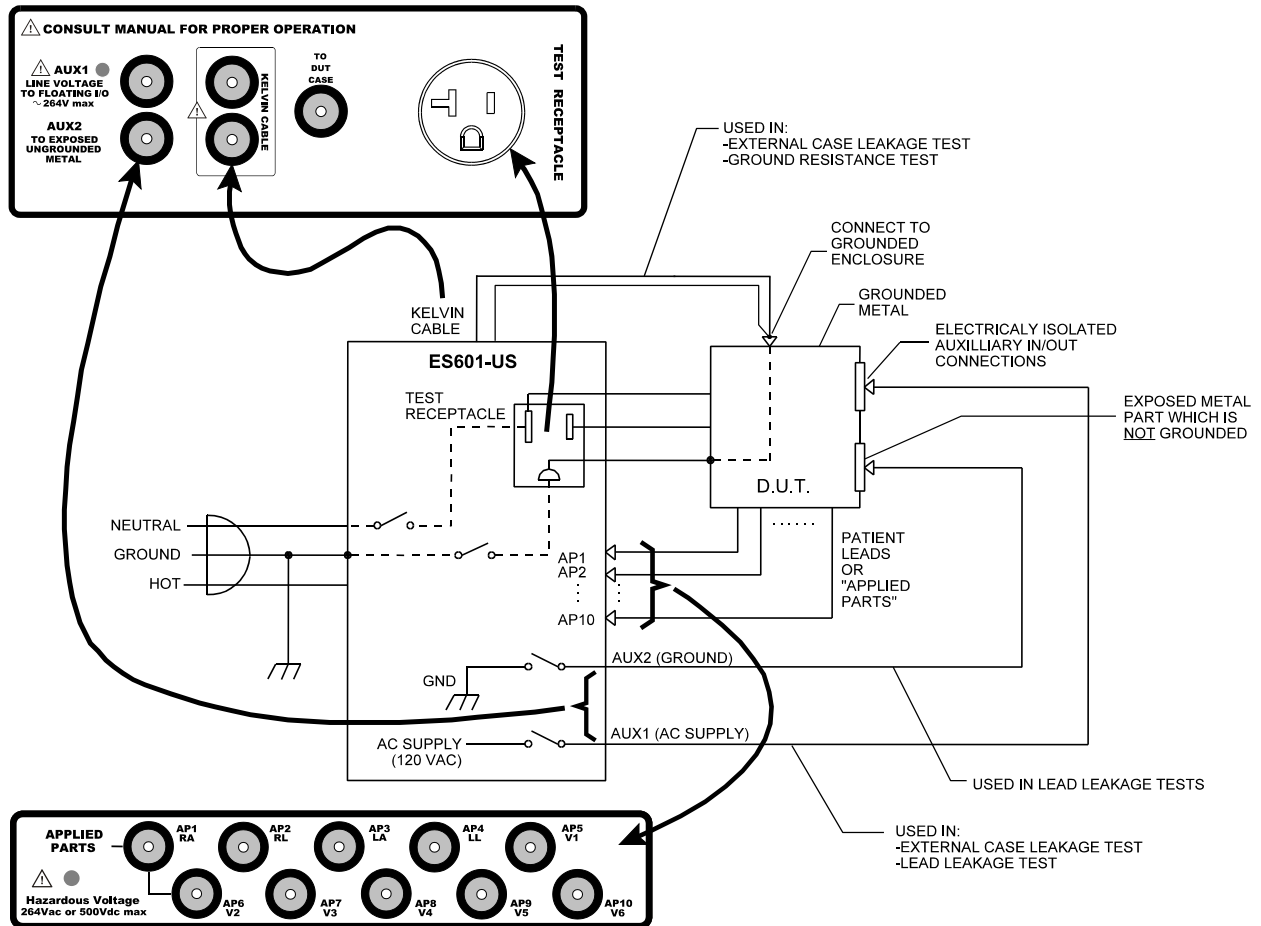 CONSULT MANUAL FOR PROPER OPERATION
AUX1
LINE VOLTAGE
TO FLOATING I/O
~ 264V max
AUX2
TO EXPOSED
UNGROUNDED
METAL
KELVIN CABLE
TO
DUT
CASE
TEST RECEPTACLE
USED IN:
-EXTERNAL CASE LEAKAGE TEST
-GROUND RESISTANCE TEST
CONNECT TO
GROUNDED
ENCLOSURE
GROUNDED
METAL
ELECTRICALY ISOLATED
AUXILLIARY IN/OUT
CONNECTIONS
EXPOSED METAL
PART WHICH IS
NOT GROUNDED
KELVIN
CABLE
ES601-US
TEST
RECEPTACLE
D.U.T.
NEUTRAL
GROUND
HOT
AP1
AP2
AP10
PATIENT
LEADS
OR
"APPLIED
PARTS"
AUX2 (GROUND)
GND
AUX1 (AC SUPPLY)
AC SUPPLY
(120 VAC)
USED IN LEAD LEAKAGE TESTS
USED IN:
-EXTERNAL CASE LEAKAGE TEST
-LEAD LEAKAGE TEST
APPLIED
PARTS
Hazardous Voltage
264Vac or 500Vdc max
AP1
RA
AP2
RL
AP3
LA
AP4
LL
AP5
V1
AP6
V2
AP7
V3
AP8
V4
AP9
V5
AP10
V6